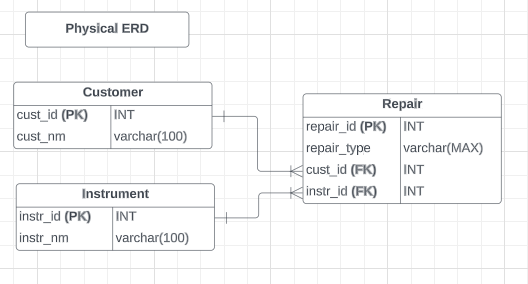 Physical ERD
Customer
cust_id (PK) INT
cust_nm varchar(100)
Instrument
instr_id (PK) INT
instr_nm varchar(100)
Repair
repair_id (PK) INT
repair_type varchar(MAX)
cust_id (FK) INT
instr_id (FK) INT